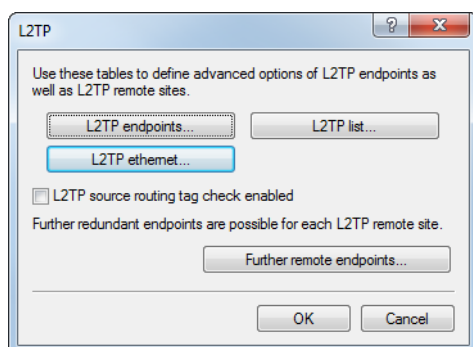 L2TP
Use these tables to define advanced options of L2TP endpoints as
well as L2TP remote sites.
L2TP endpoints... L2TP list...
L2TP ethernet...
L2TP source routing tag check enabled
Further redundant endpoints are possible for each L2TP remote site.
Further remote endpoints...
OK Cancel